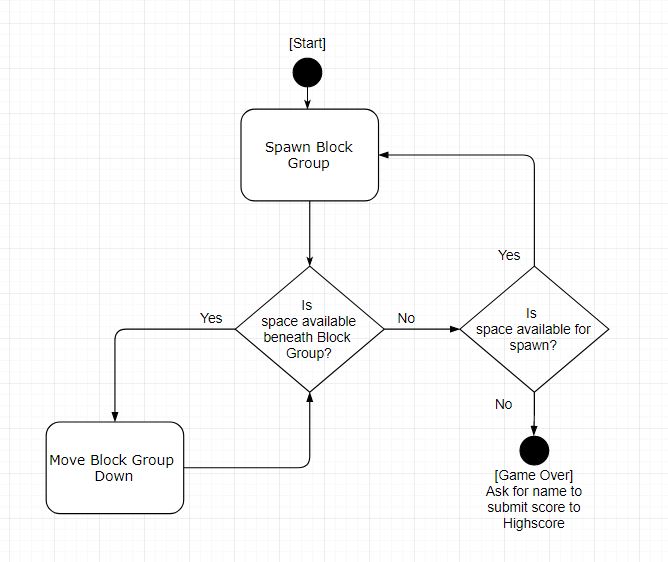 [Start]
Spawn Block
Group
Yes
Is
space available
beneath Block
Group?
No
Yes
Is
space available for
spawn?
No
Move Block Group
Down
[Game Over]
Ask for name to
submit score to
Highscore